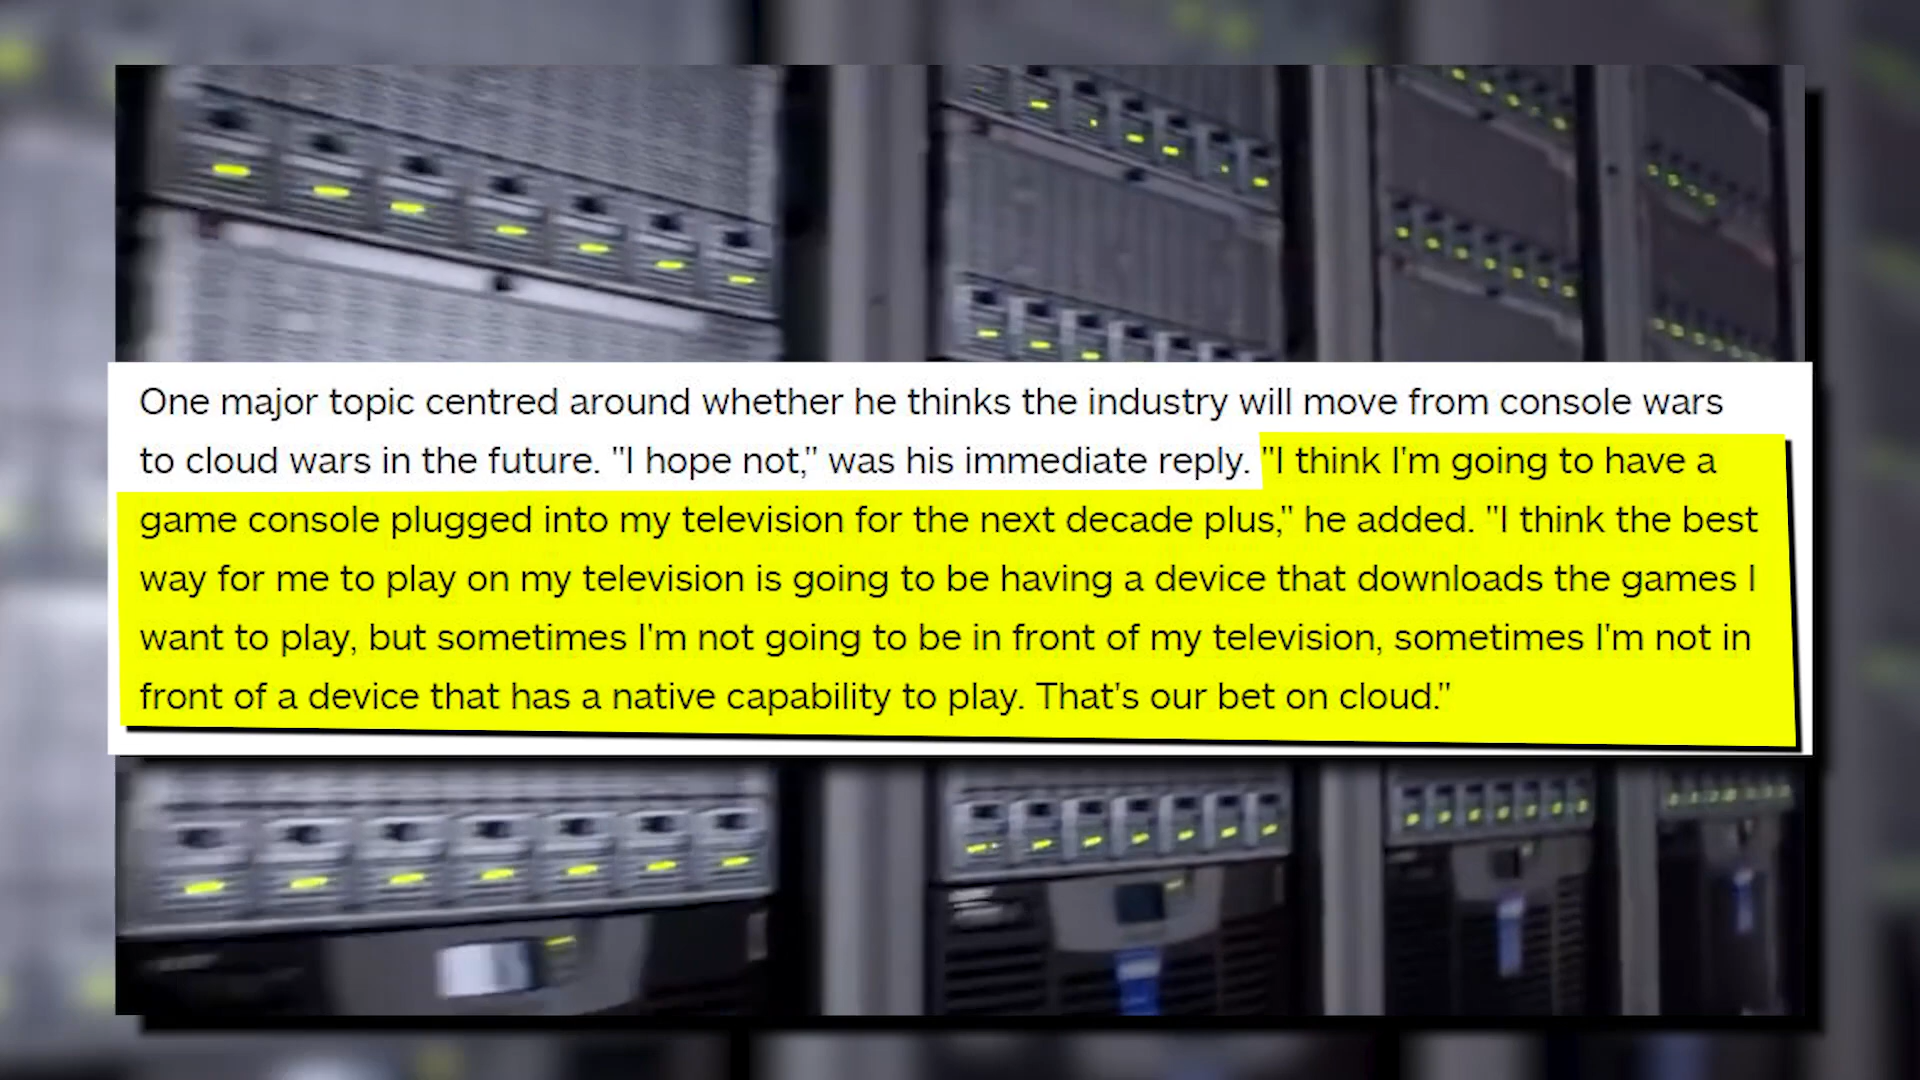 One major topic centred around whether he thinks the industry will move from console wars
to cloud wars in the future. "I hope not," was his immediate reply. "I think I'm going to have a
game console plugged into my television for the next decade plus," he added. "I think the best
way for me to play on my television is going to be having a device that downloads the games I
want to play, but sometimes I'm not going to be in front of my television, sometimes I'm not in
front of a device that has a native capability to play. That's our bet on cloud."